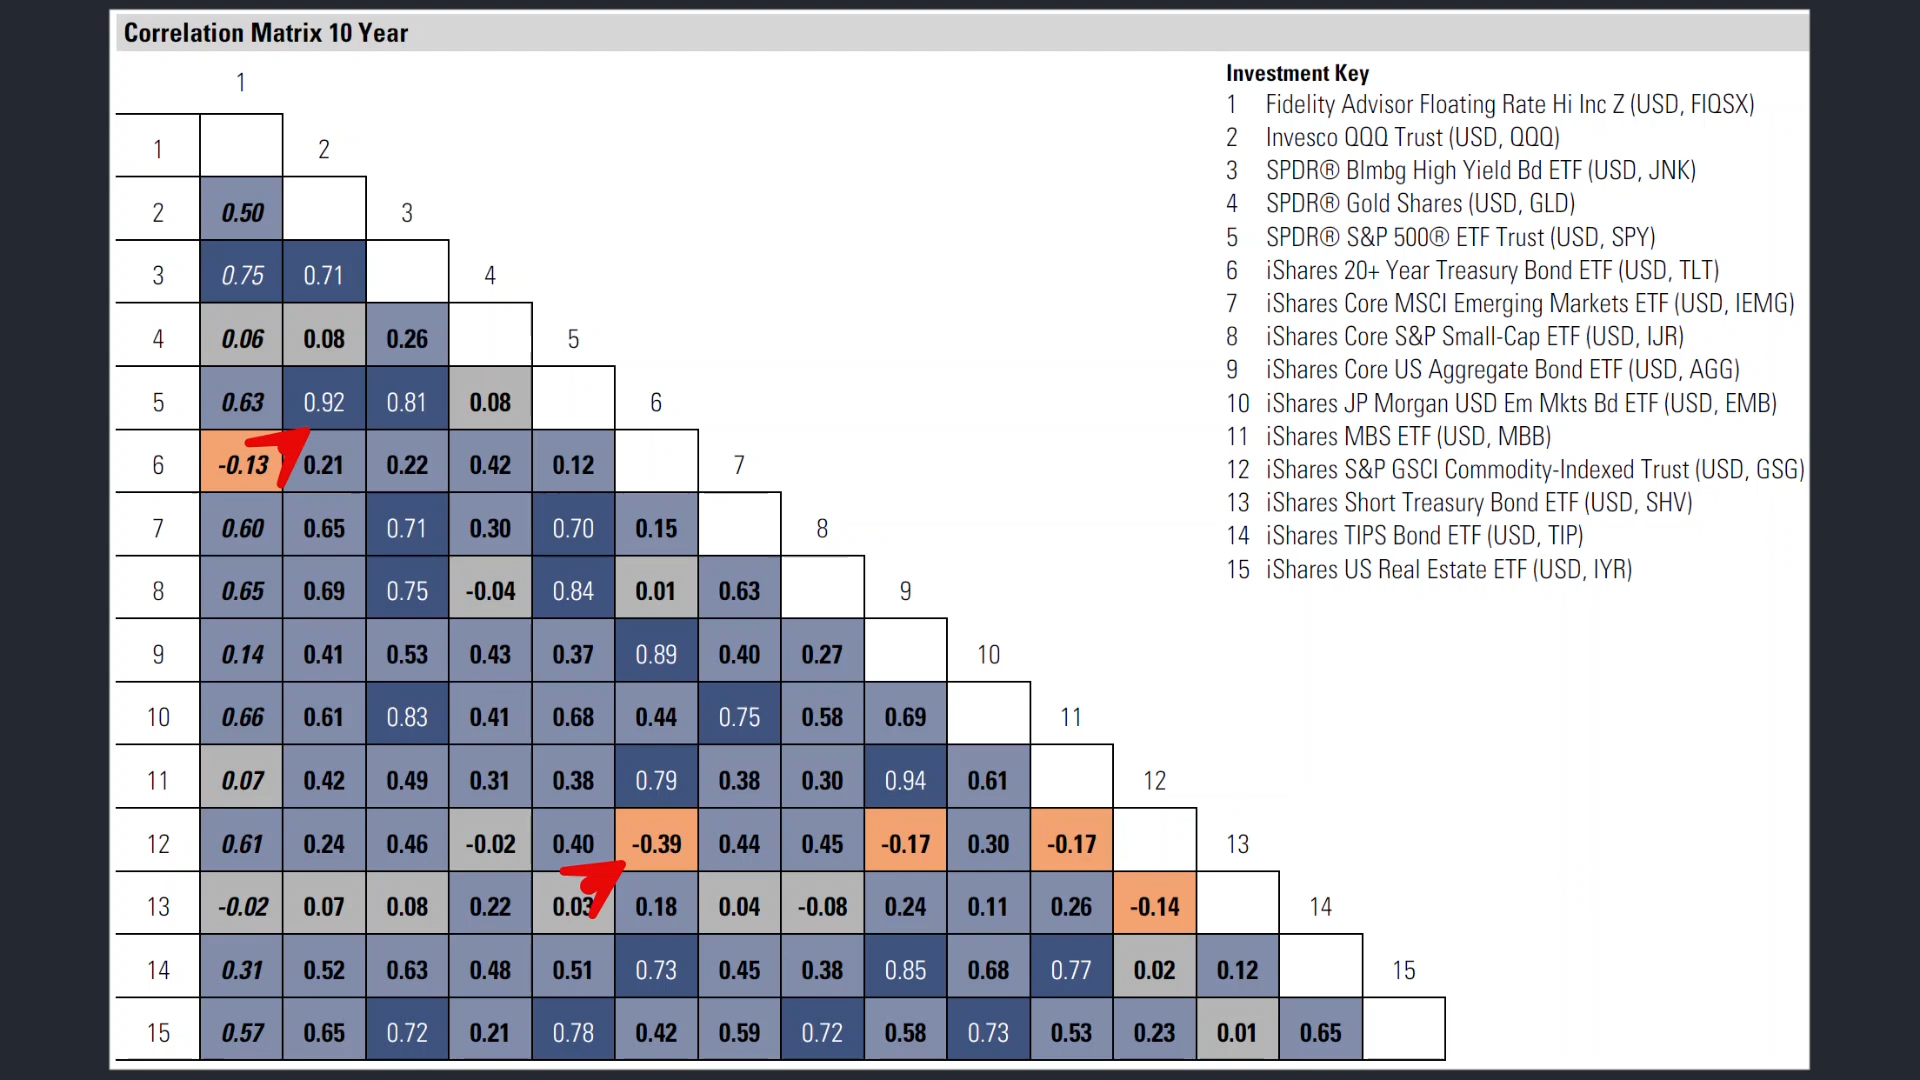 Correlation Matrix 10 Year
Investment Key
1 Fidelity Advisor Floating Rate Hi Inc Z (USD, FIQSX)
2 Invesco QQQ Trust (USD, QQQ)
3 SPDR® Blmbg High Yield Bd ETF (USD, JNK)
4 SPDR® Gold Shares (USD, GLD)
5 SPDR® S&P 500® ETF Trust (USD, SPY)
6 iShares 20+ Year Treasury Bond ETF (USD, TLT)
7 iShares Core MSCI Emerging Markets ETF (USD, IEMG)
8 iShares Core S&P Small-Cap ETF (USD, IJR)
9 iShares Core US Aggregate Bond ETF (USD, AGG)
10 iShares JP Morgan USD Em Mkts Bd ETF (USD, EMB)
11 iShares MBS ETF (USD, MBB)
12 iShares S&P GSCI Commodity-Indexed Trust (USD, GSG)
13 iShares Short Treasury Bond ETF (USD, SHV)
14 iShares TIPS Bond ETF (USD, TIP)
15 iShares US Real Estate ETF (USD, IYR)
1
1 2
2 0.50 3
3 0.75 0.71 4
4 0.06 0.08 0.26 5
5 0.63 0.92 0.81 0.08 6
6 -0.13 0.21 0.22 0.42 0.12 7
7 0.60 0.65 0.71 0.30 0.70 0.15 8
8 0.65 0.69 0.75 -0.04 0.84 0.01 0.63 9
9 0.14 0.41 0.53 0.43 0.37 0.89 0.40 0.27 10
10 0.66 0.61 0.83 0.41 0.68 0.44 0.75 0.58 0.69 11
11 0.07 0.42 0.49 0.31 0.38 0.79 0.38 0.30 0.94 0.61 12
12 0.61 0.24 0.46 -0.02 0.40 -0.39 0.44 0.45 -0.17 0.30 -0.17 13
13 -0.02 0.07 0.08 0.22 0.03 0.18 0.04 -0.08 0.24 0.11 0.26 -0.14 14
14 0.31 0.52 0.63 0.48 0.51 0.73 0.45 0.38 0.85 0.68 0.77 0.02 0.12 15
15 0.57 0.65 0.72 0.21 0.78 0.42 0.59 0.72 0.58 0.73 0.53 0.23 0.01 0.65